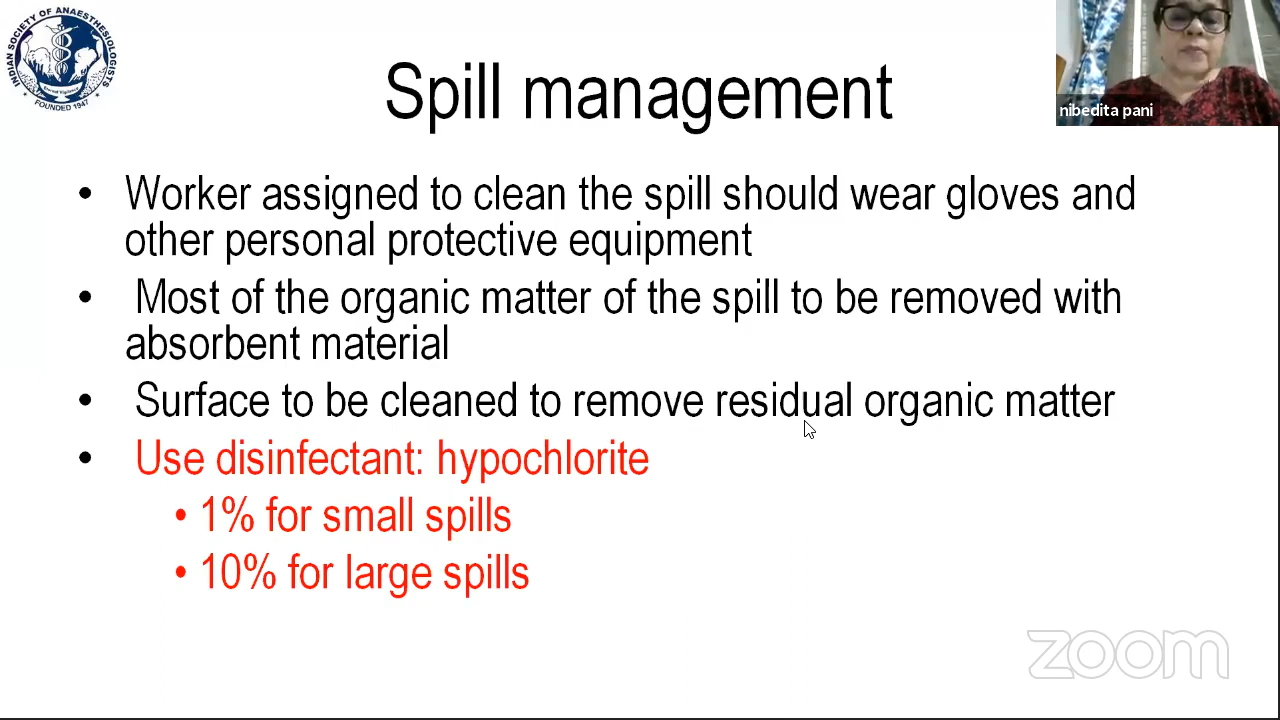 INDIAN SOCIETY OF ANAESTHESIOLOGISTS
Eternal Vigilance
FOUNDED 1947
nibedita pani
Spill management
• Worker assigned to clean the spill should wear gloves and
other personal protective equipment
• Most of the organic matter of the spill to be removed with
absorbent material
• Surface to be cleaned to remove residual organic matter
• Use disinfectant: hypochlorite
• 1% for small spills
• 10% for large spills
zoom